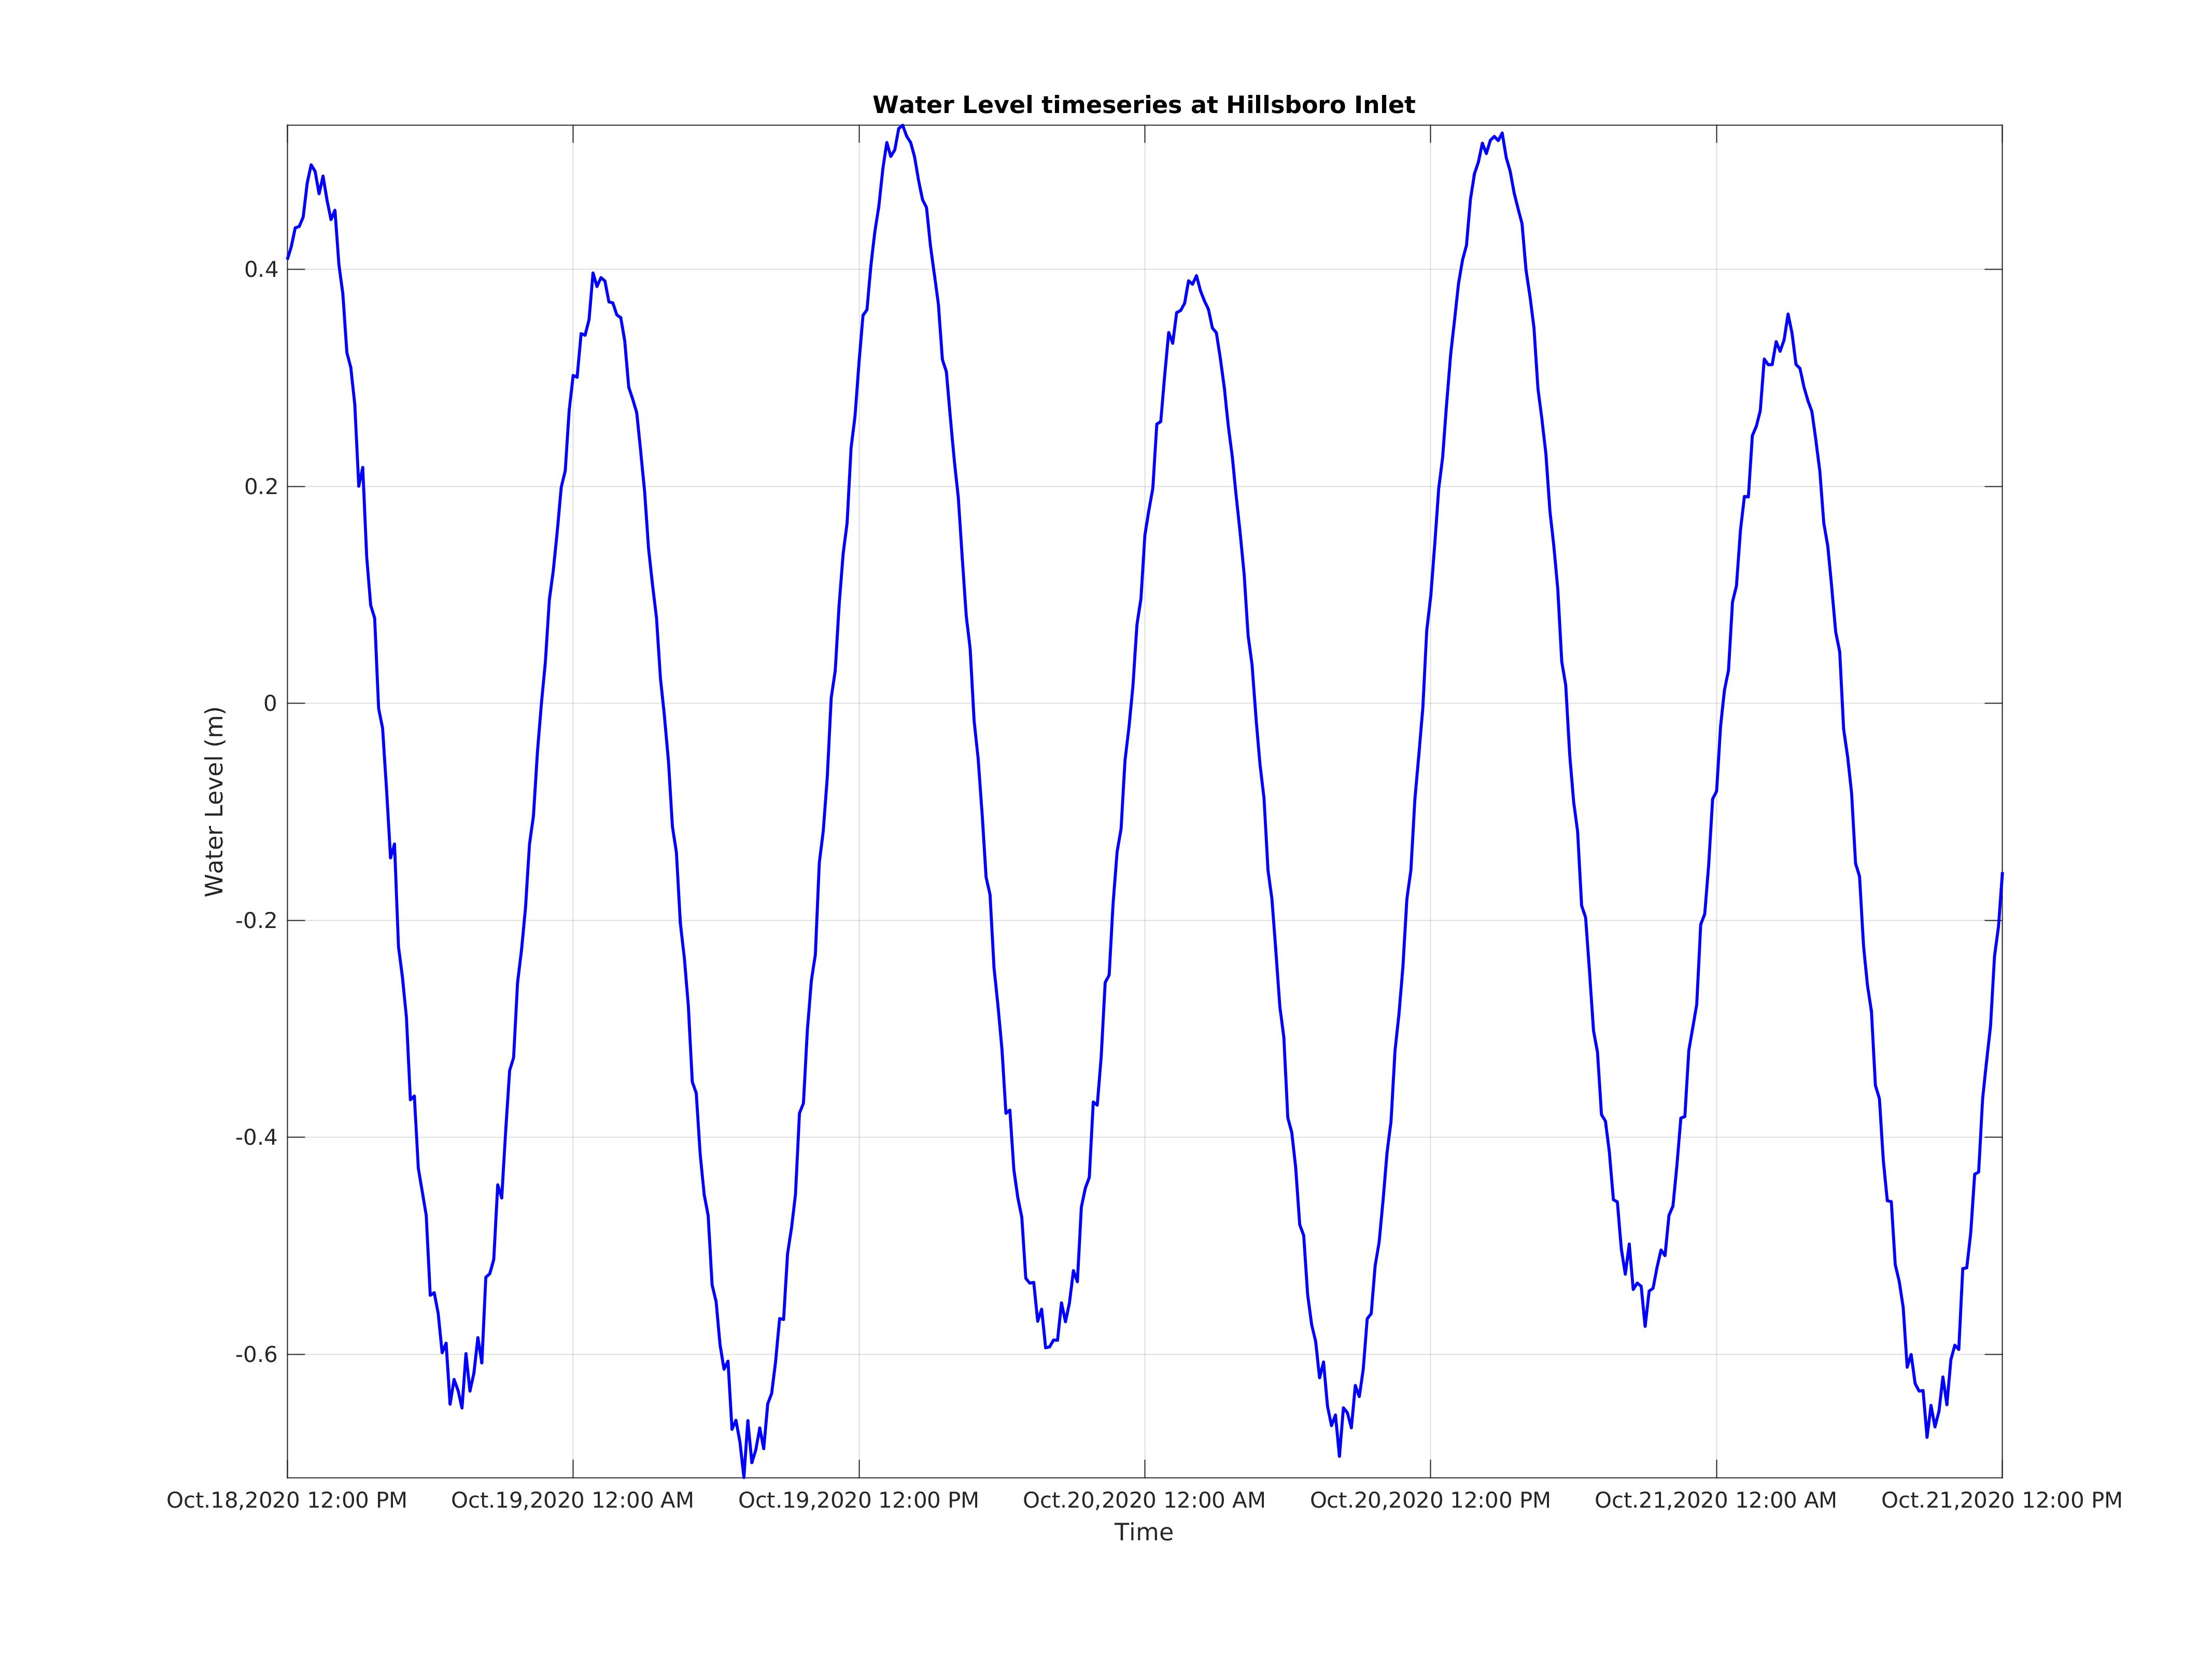 Water Level timeseries at Hillsboro Inlet
0.4
0.2
0
-0.2
-0.4
-0.6
Water Level (m)
Oct.18,2020 12:00 PM Oct.19,2020 12:00 AM Oct.19,2020 12:00 PM Oct.20,2020 12:00 AM Oct.20,2020 12:00 PM Oct.21,2020 12:00 AM Oct.21,2020 12:00 PM
Time